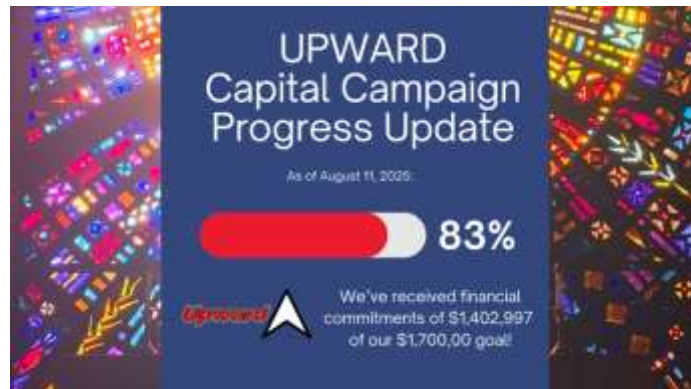 UPWARD
Capital Campaign
Progress Update
As of August 11, 2025:
83%
Upward
We've received financial
commitments of $1,402,997
of our $1,700,00 goal!